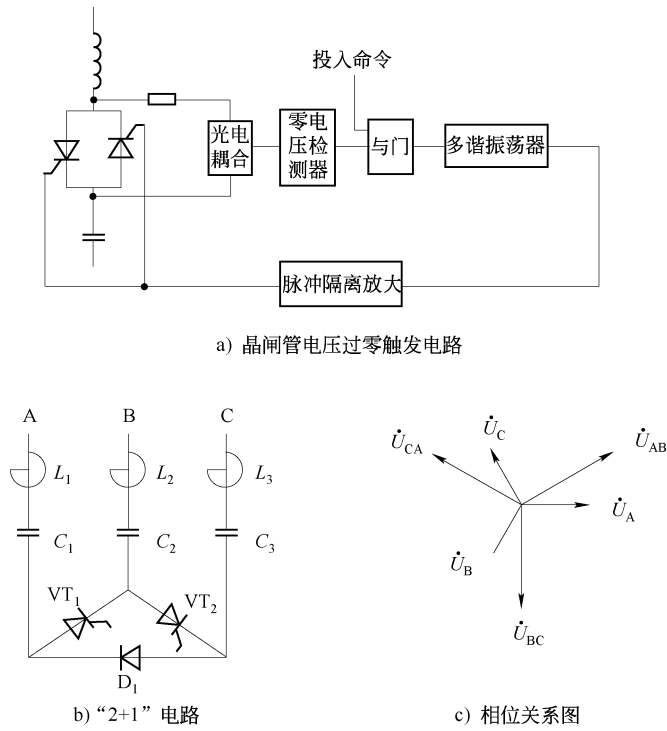 投入命令
光电
耦合
零电
压检
测器
与门
多谐振荡器
脉冲隔离放大
a) 晶闸管电压过零触发电路
A B C
L1 L2 L3
C1 C2 C3
VT1 VT2
D1
b) “2+1” 电路
U̇CA U̇C U̇AB
U̇A
U̇B
U̇BC
c) 相位关系图